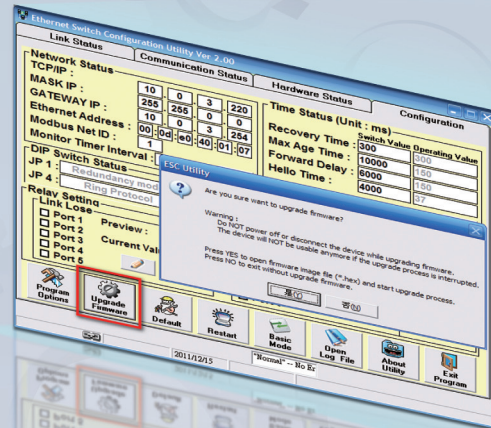 Ethernet Switch Configuration Utility Ver 2.00
Link Status
Communication Status
Hardware Status
Configuration
Network Status
TCP/IP : 10 0 3 220
MASK IP : 255 255 0 0
GATEWAY IP : 10 0 3 254
Ethernet Address : 00:0d:e0:40:01:07
Modbus Net ID : 1
Monitor Timer Interval :
DIP Switch Status
JP 1 : Redundancy mod
JP 4 : Ring Protocol
Relay Setting
Link Lose
Port 1
Port 2
Port 3
Port 4
Port 5
Preview :
Current Val
Time Status (Unit : ms)
Switch Value Operating Value
Recovery Time : 300 300
Max Age Time : 10000 150
Forward Delay : 6000 150
Hello Time : 4000 37
ESC Utility
Are you sure want to upgrade firmware?
Warning :
Do NOT power off or disconnect the device while upgrading firmware.
The device will NOT be usable anymore if the upgrade process is interrupted.
Press YES to open firmware image file (*.hex) and start upgrade process.
Press NO to exit without upgrade firmware.
是(Y)
否(N)
Program Options
Upgrade Firmware
Default
Restart
Basic Mode
Open Log File
About Utility
Exit Program
2011/12/15
"Normal" -- No Er